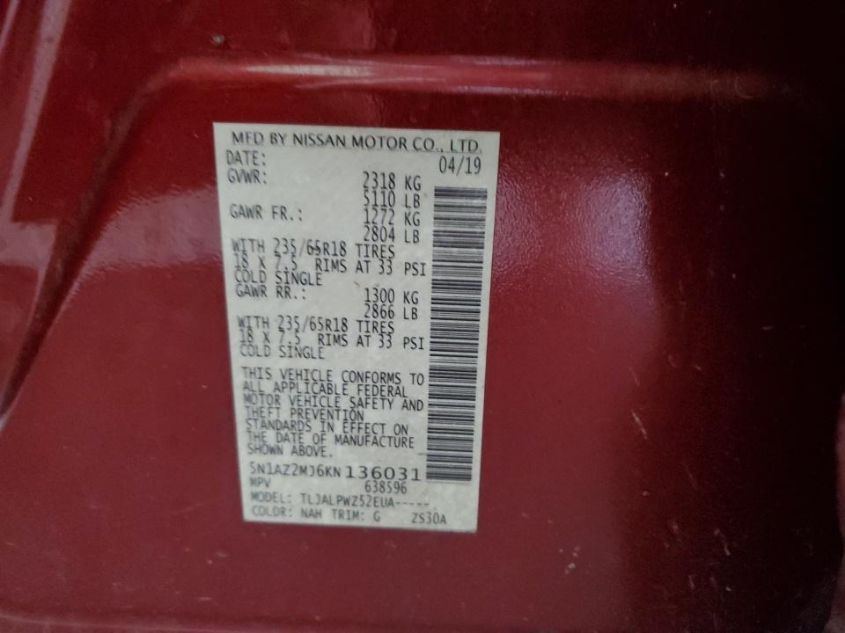 MFD BY NISSAN MOTOR CO., LTD.
DATE: 04/19
GVWR: 2318 KG
5110 LB
GAWR FR.: 1272 KG
2804 LB
WITH 235/65R18 TIRES
18 X 7.5 RIMS AT 33 PSI
COLD SINGLE
GAWR RR.: 1300 KG
2866 LB
WITH 235/65R18 TIRES
18 X 7.5 RIMS AT 33 PSI
COLD SINGLE
THIS VEHICLE CONFORMS TO
ALL APPLICABLE FEDERAL
MOTOR VEHICLE SAFETY AND
THEFT PREVENTION
STANDARDS IN EFFECT ON
THE DATE OF MANUFACTURE
SHOWN ABOVE.
5N1AZ2MJ6KN136031
MPV 638596
MODEL: TLJALPWZ52EUA-----
COLOR: NAH TRIM: G ZS30A